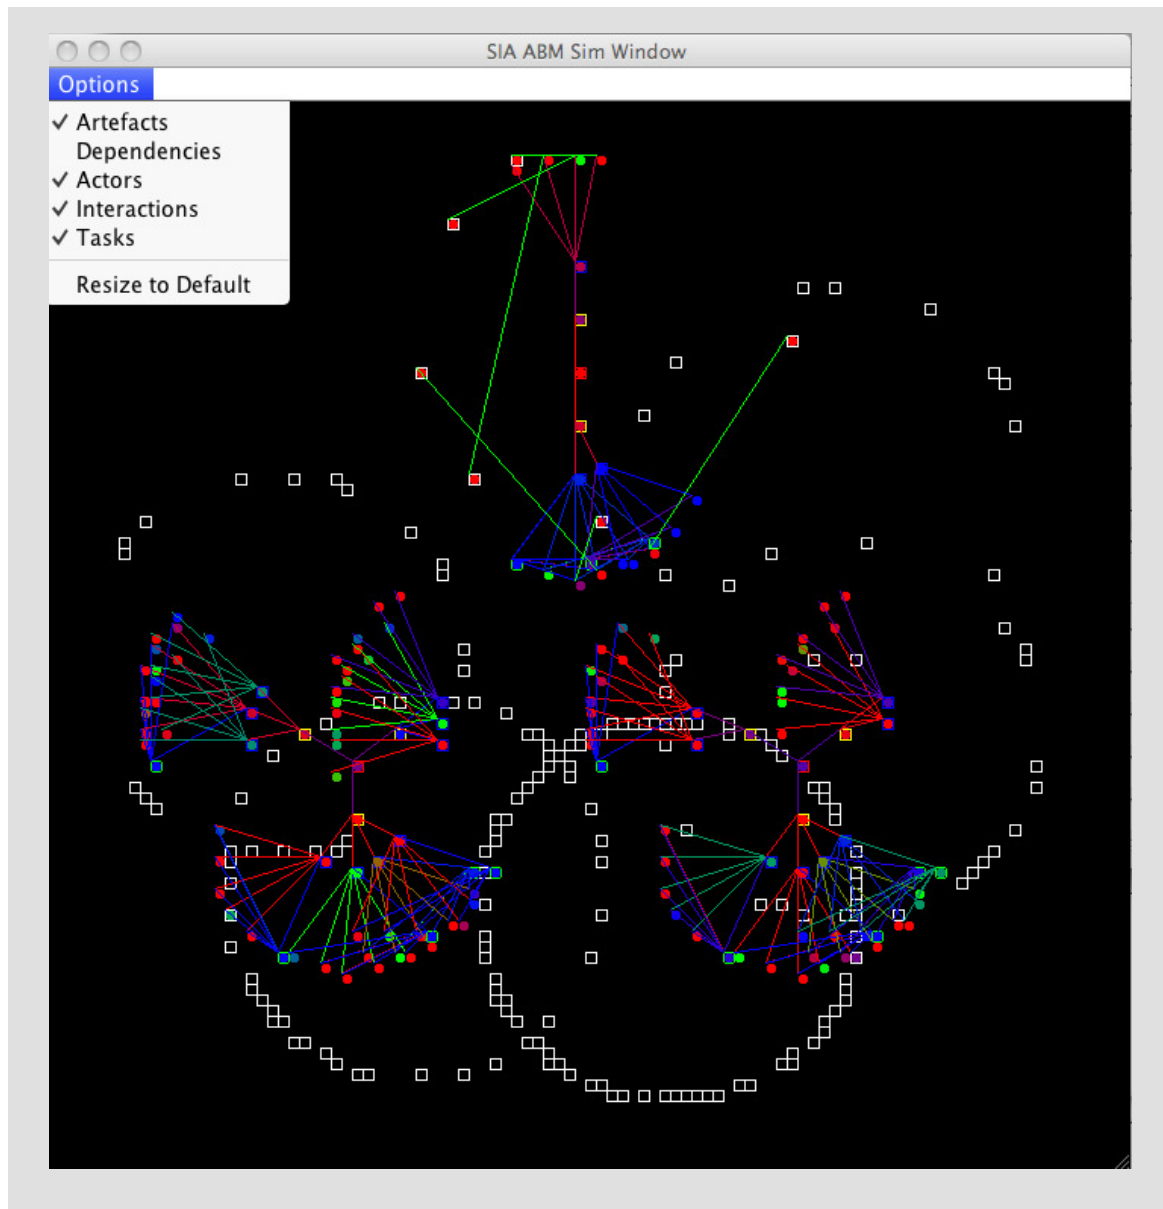 SIA ABM Sim Window
Options
✓ Artefacts
Dependencies
✓ Actors
✓ Interactions
✓ Tasks
Resize to Default